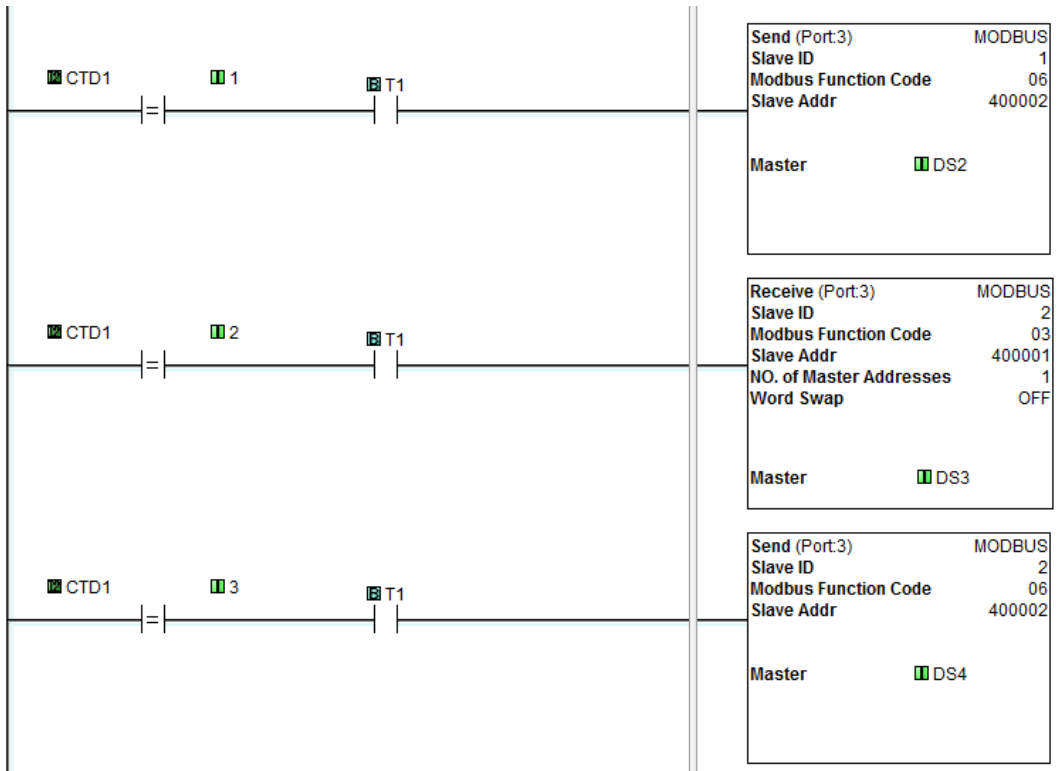 Send (Port:3) MODBUS
Slave ID 1
CTD1 1 T1 Modbus Function Code 06
= Slave Addr 400002
Master DS2
Receive (Port:3) MODBUS
Slave ID 2
CTD1 2 T1 Modbus Function Code 03
= Slave Addr 400001
NO. of Master Addresses 1
Word Swap OFF
Master DS3
Send (Port:3) MODBUS
Slave ID 2
CTD1 3 T1 Modbus Function Code 06
= Slave Addr 400002
Master DS4